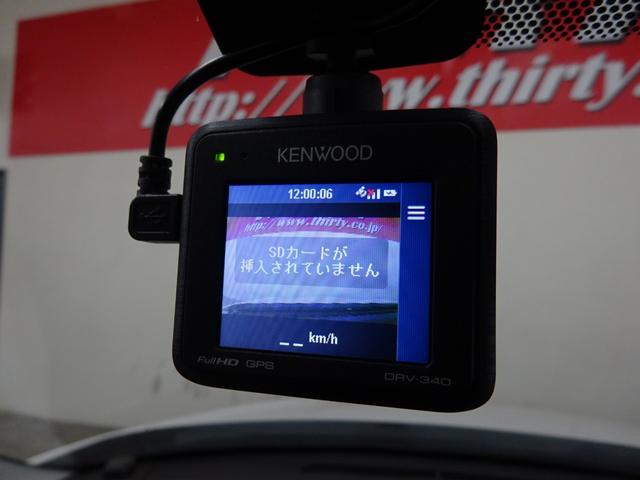 http://www.thirty.
KENWOOD
12:00:06
http://www.thirty.co.jp/
SDカードが
挿入されていません
_ _ km/h
Full HD GPS
DRV-340